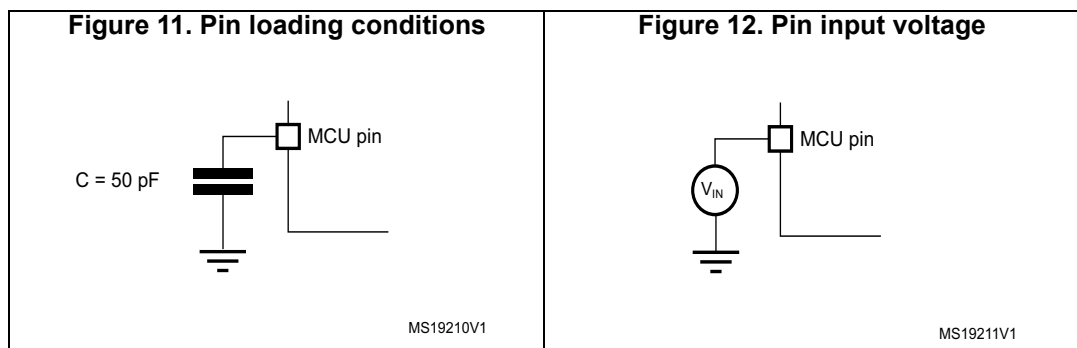 Figure 11. Pin loading conditions
MCU pin
C = 50 pF
MS19210V1
Figure 12. Pin input voltage
MCU pin
VIN
MS19211V1